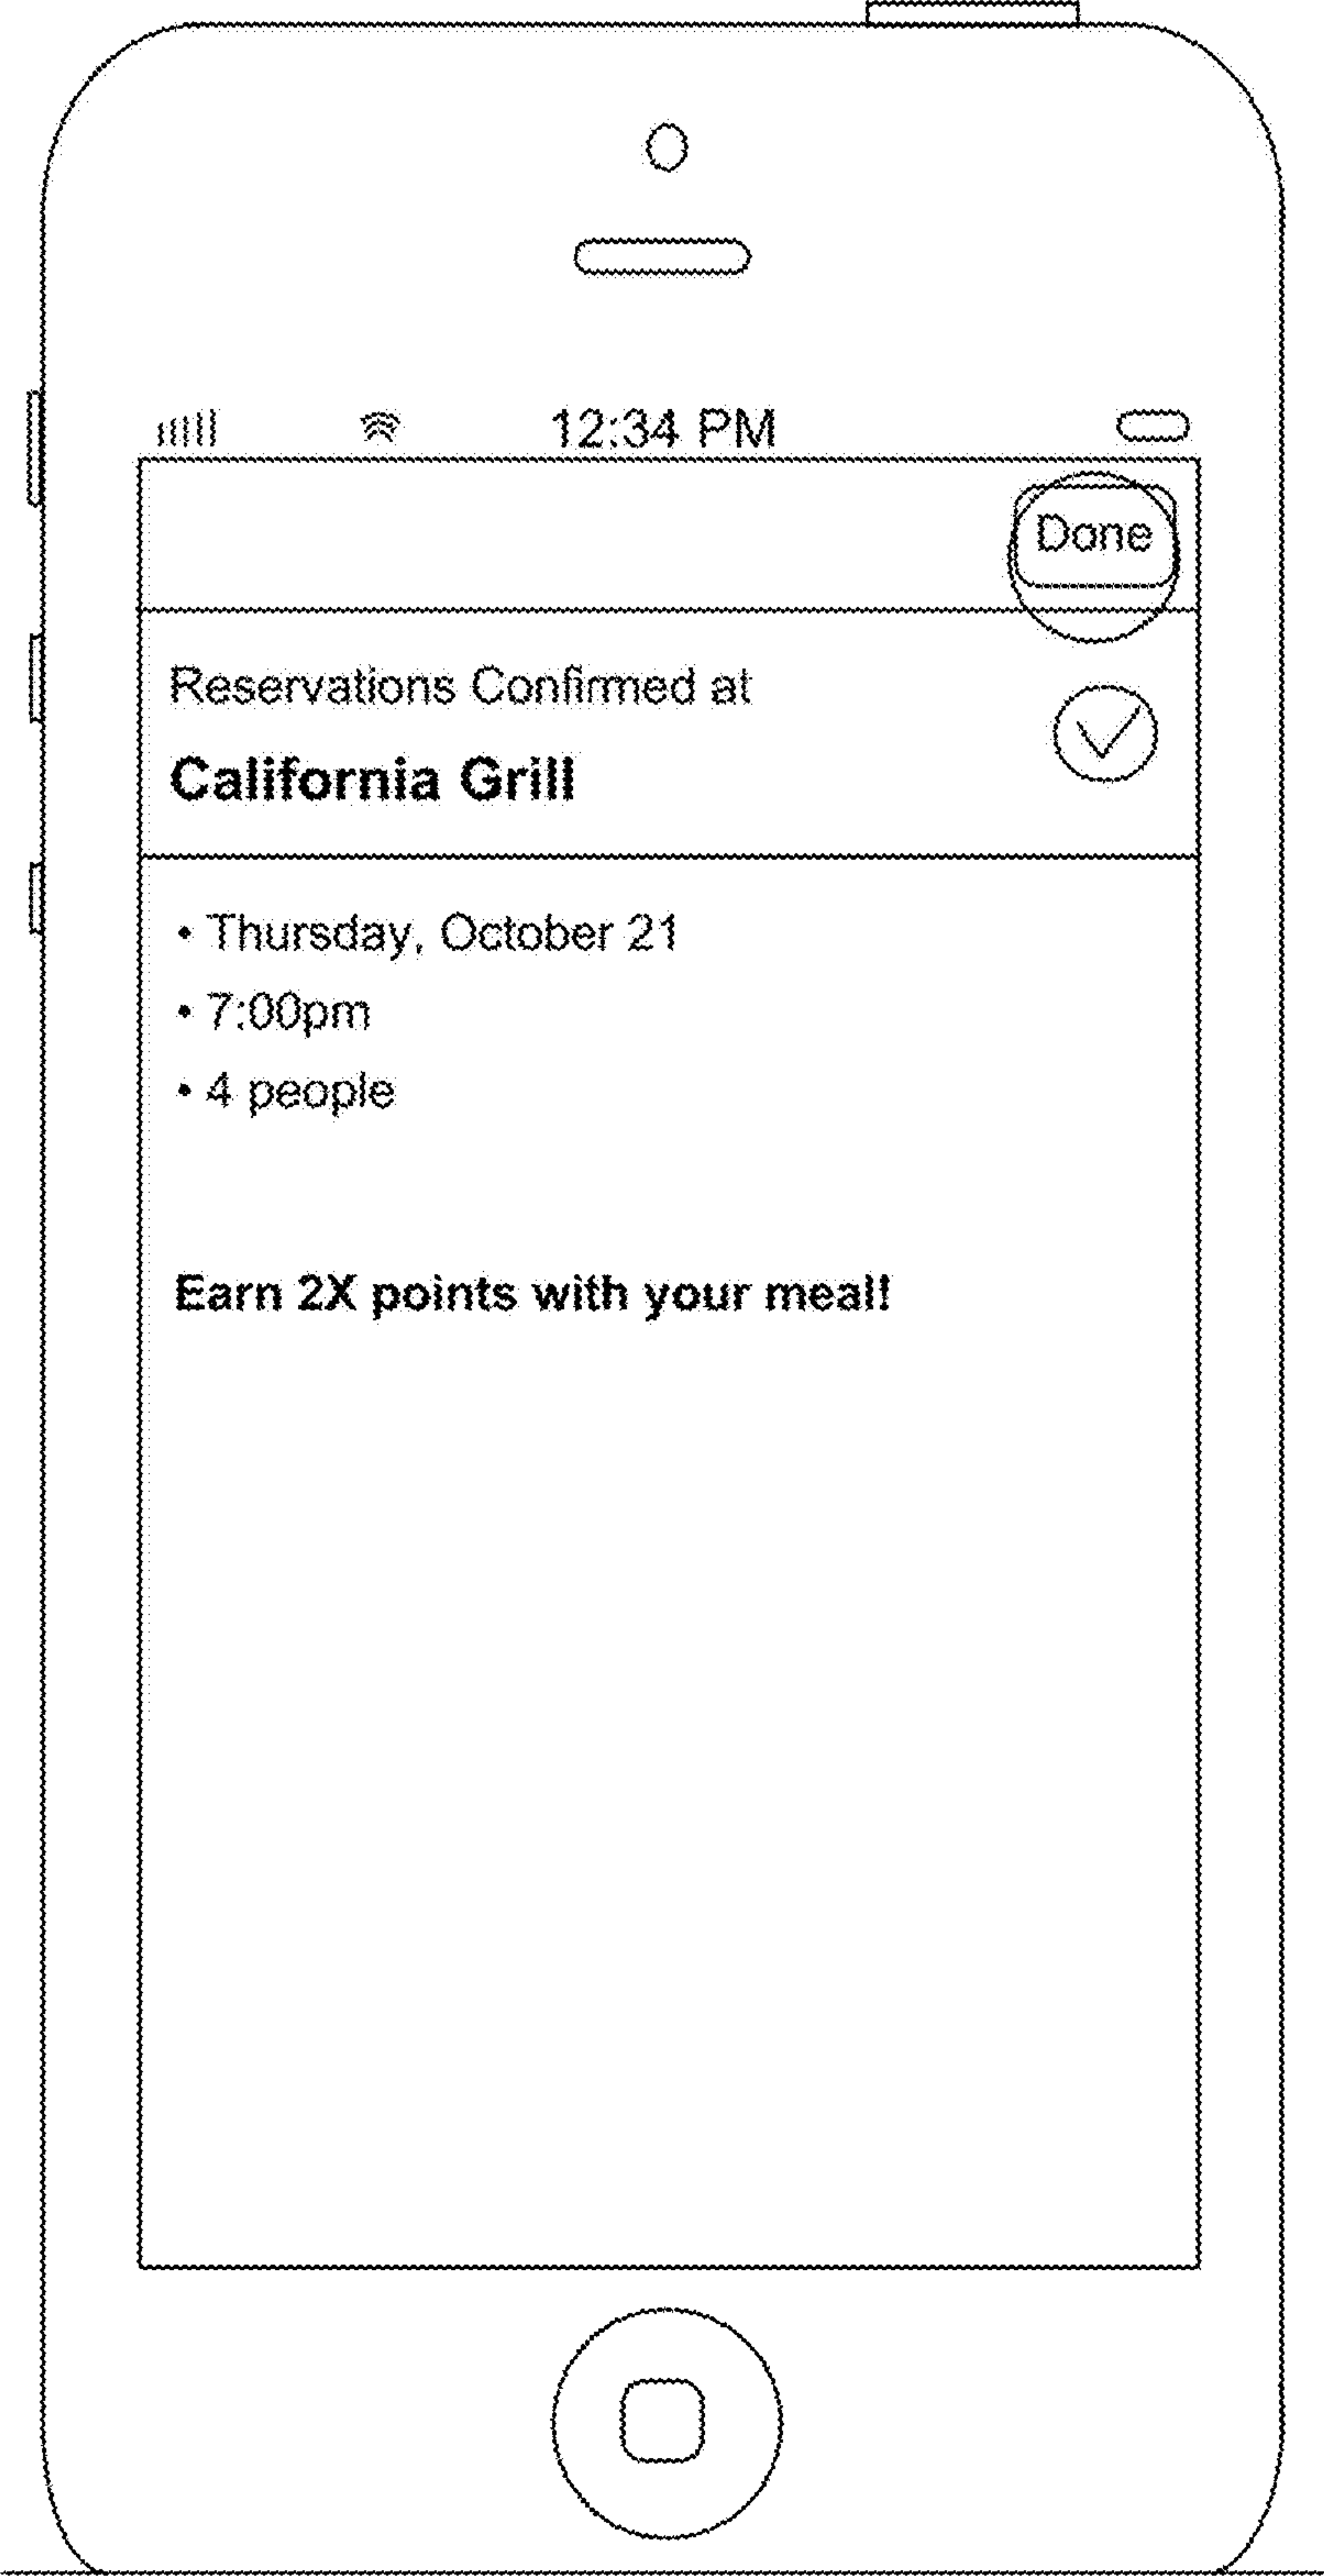 12:34 PM
Done
Reservations Confirmed at
California Grill
• Thursday, October 21
• 7:00pm
• 4 people
Earn 2X points with your meal!